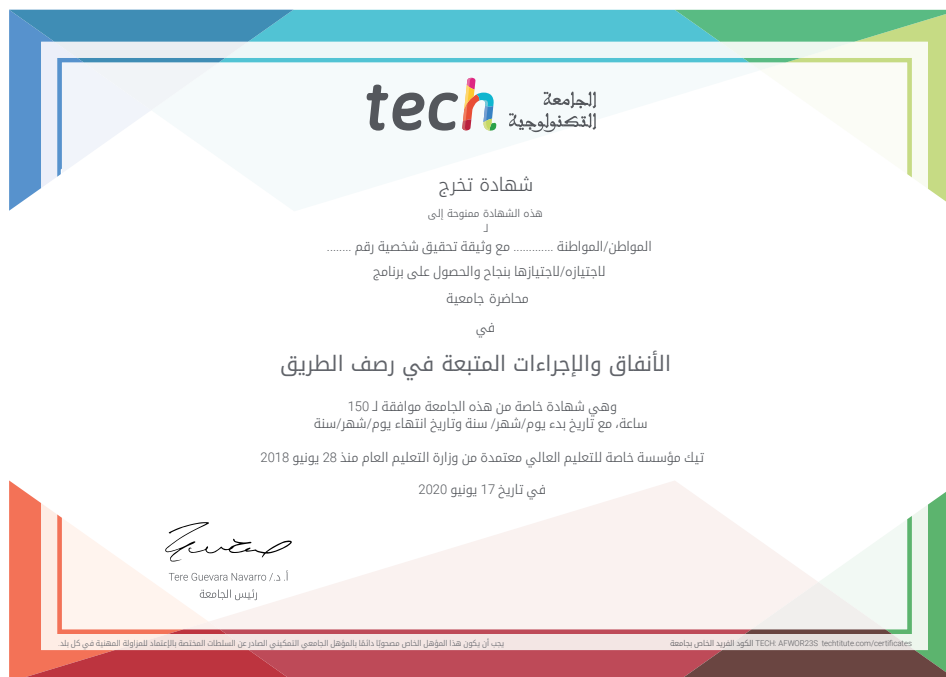 tech الجامعة
التكنولوجية
شهادة تخرج
هذه الشهادة ممنوحة إلى
لـ
المواطن/المواطنة ............ مع وثيقة تحقيق شخصية رقم ........
لاجتيازه/لاجتيازها بنجاح والحصول على برنامج
محاضرة جامعية
في
الأنفاق والإجراءات المتبعة في رصف الطريق
وهي شهادة خاصة من هذه الجامعة موافقة لـ 150
ساعة، مع تاريخ بدء يوم/شهر/ سنة وتاريخ انتهاء يوم/شهر/سنة
تيك مؤسسة خاصة للتعليم العالي معتمدة من وزارة التعليم العام منذ 28 يونيو 2018
في تاريخ 17 يونيو 2020
أ. د./ Tere Guevara Navarro
رئيس الجامعة
يجب أن يكون هذا المؤهل الخاص مصحوبًا دائمًا بالمؤهل الجامعي التمكيني الصادر عن السلطات المختصة بالإعتماد للمزاولة المهنية في كل بلد.
الكود الفريد الخاص بجامعة TECH: AFWOR23S techtitute.com/certificates